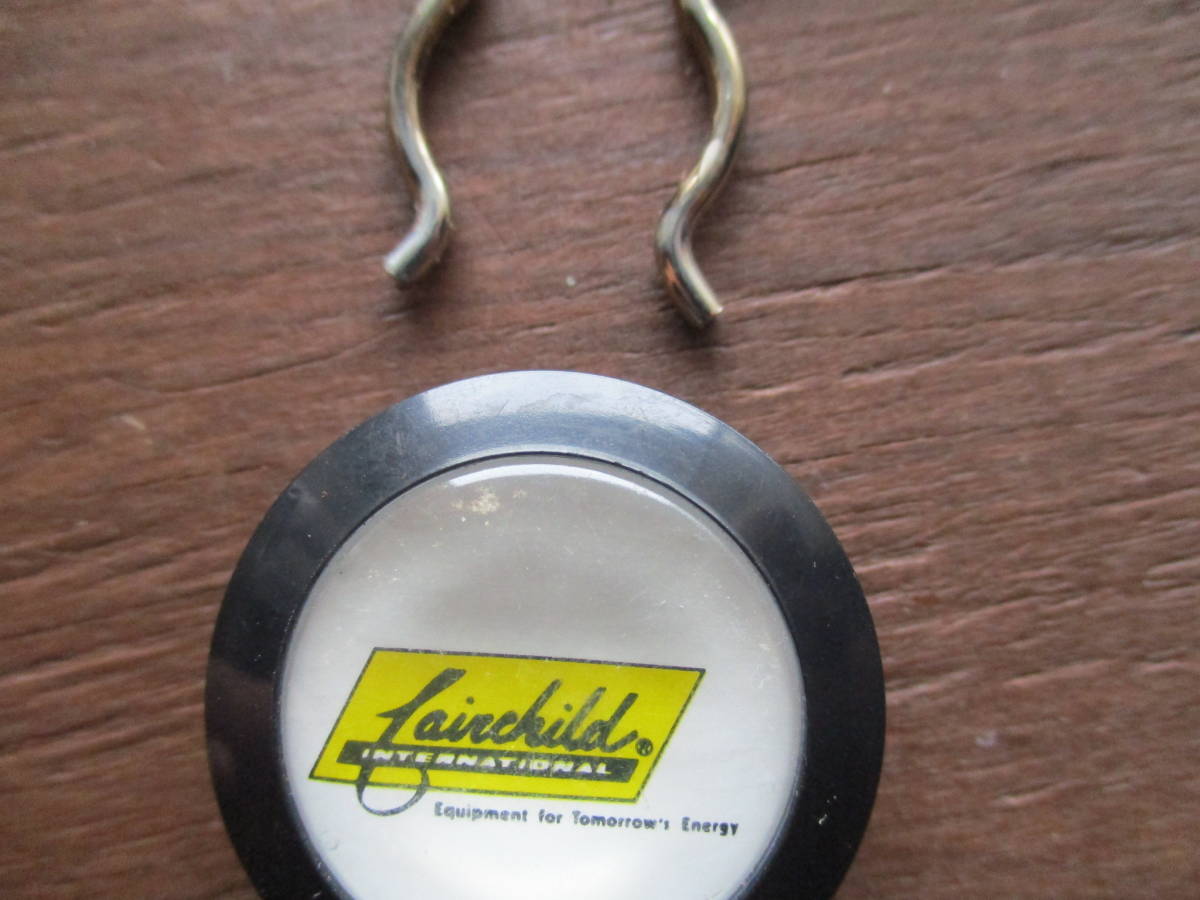 Fairchild®
INTERNATIONAL
Equipment for Tomorrow's Energy